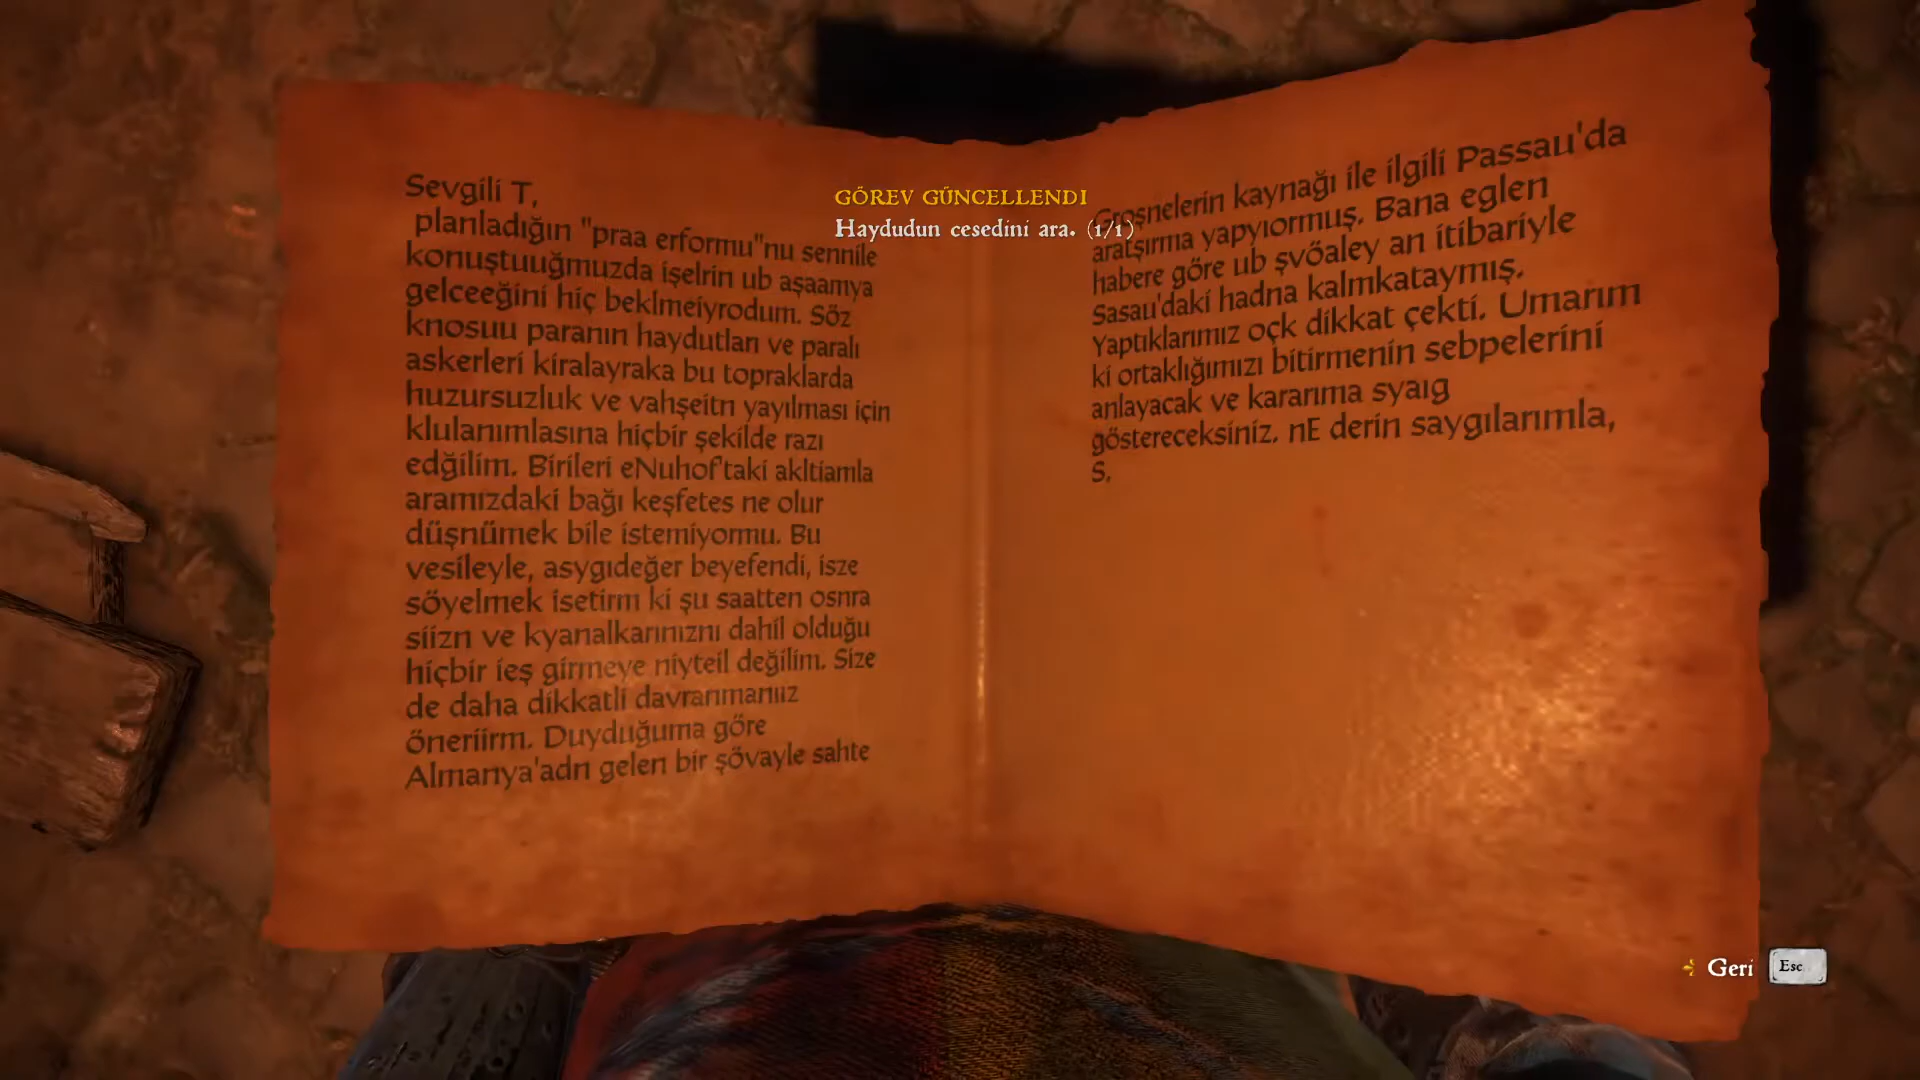 Sevgili T,
planladığın "praa erformu"nu sennile
konuştuuğmuzda işelrin ub aşaamya
gelceeğini hiç beklmeiyrodum. Söz
knosuu paranın haydutları ve paralı
askerleri kiralayraka bu topraklarda
huzursuzluk ve vahşeitn yayılması için
klulanımlasına hiçbir şekilde razı
edğilim. Birileri eNuhof'taki akltiamla
aramızdaki bağı keşfetes ne olur
düşnümek bile istemiyormu. Bu
vesileyle, asygıdeğer beyefendi, isze
söyelmek isetirm ki şu saatten osnra
siizn ve kyanalkarınıznı dahil olduğu
hiçbir ieş girmeye niyteil değilim. Size
de daha dikkatli davranmanıız
öneriirm. Duyduğuma göre
Almanya'adn gelen bir şövayle sahte
GÖREV GÜNCELLENDI
Haydudun cesedini ara. (1/1)
Groşnelerin kaynağı ile ilgili Passau'da
aratşırma yapyıormuş. Bana eglen
habere göre ub şvöaley an itibariyle
Sasau'daki hadna kalmkataymış.
Yaptıklarımız oçk dikkat çekti. Umarım
ki ortaklığımızı bitirmenin sebpelerini
anlayacak ve kararıma syaıg
göstereceksiniz. nE derin saygılarımla,
S.
Geri Esc